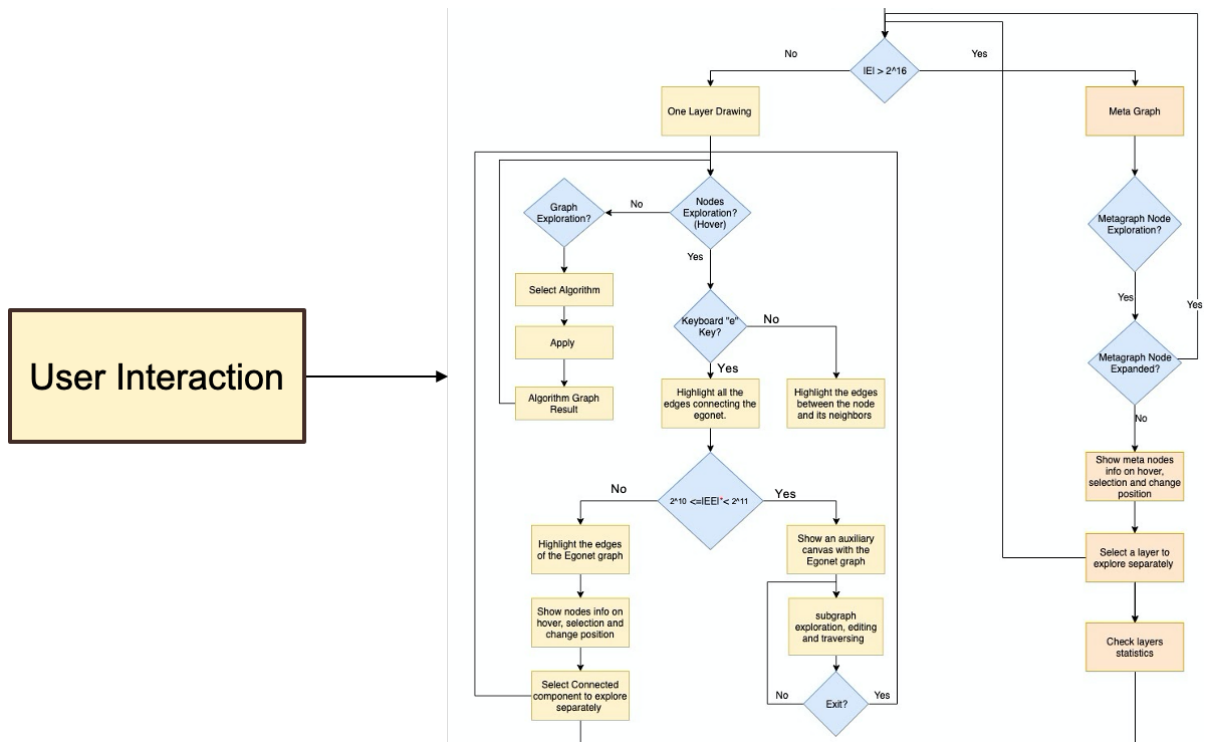 User Interaction
No
Yes
|E| > 2^16
One Layer Drawing
Meta Graph
Graph
Exploration?
No
Nodes
Exploration?
(Hover)
Metagraph Node
Exploration?
Yes
Select Algorithm
Yes
Yes
Keyboard "e"
Key?
No
Apply
Metagraph Node
Expanded?
Yes
Algorithm Graph
Result
Highlight all the
edges connecting the
egonet.
Highlight the edges
between the node
and its neighbors
No
Show meta nodes
info on hover,
selection and change
position
No
2^10 <=|EE|*< 2^11
Yes
Highlight the edges
of the Egonet graph
Show an auxiliary
canvas with the
Egonet graph
Select a layer to
explore separately
Show nodes info on
hover, selection and
change position
subgraph
exploration, editing
and traversing
Check layers
statistics
Select Connected
component to explore
separately
No
Exit?
Yes